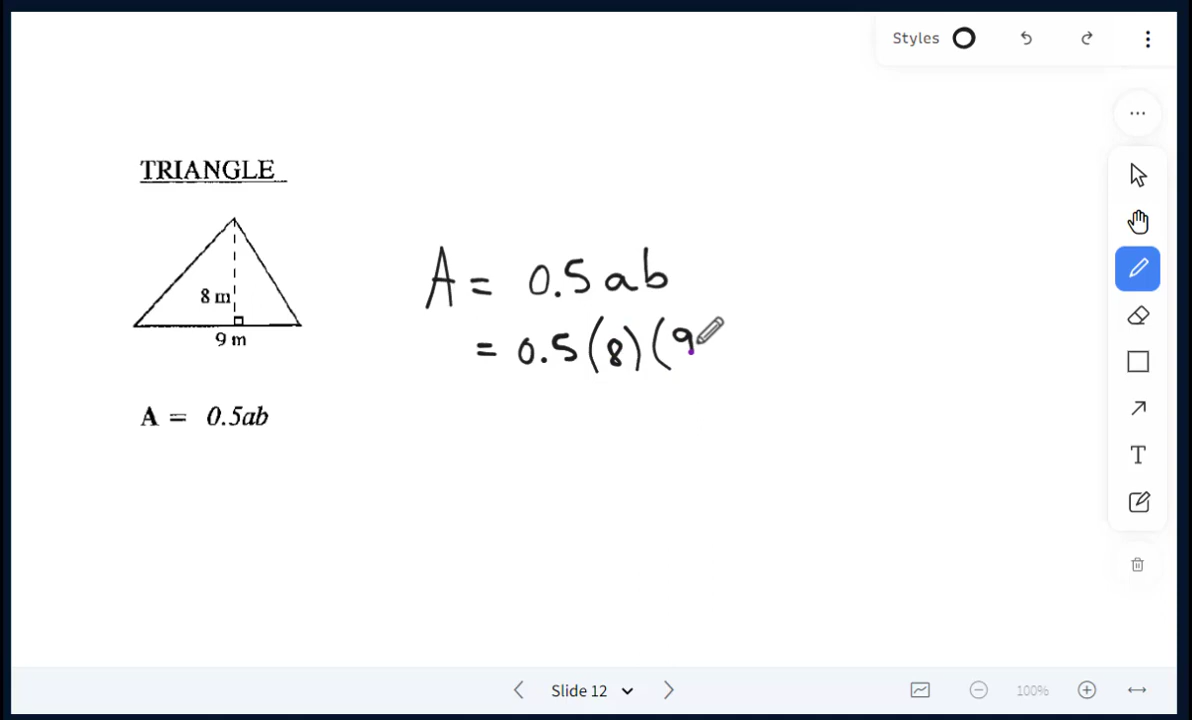 Styles
TRIANGLE
8 m
9 m
A = 0.5ab
A = 0.5ab
= 0.5(8)(9
T
Slide 12
100%